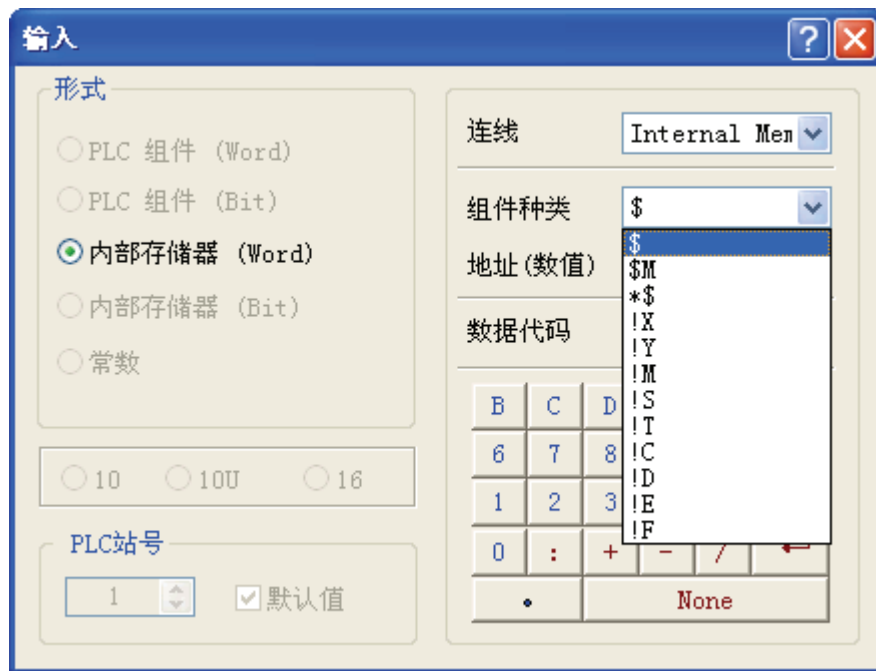 输入
形式
PLC 组件 (Word)
PLC 组件 (Bit)
内部存储器 (Word)
内部存储器 (Bit)
常数
10 10U 16
PLC站号
1 默认值
连线 Internal Mem
组件种类 $
地址(数值)
数据代码
$
$M
*$
!X
!Y
!M
!S
!T
!C
!D
!E
!F
B C D
6 7 8
1 2 3
0 : + - /
• None